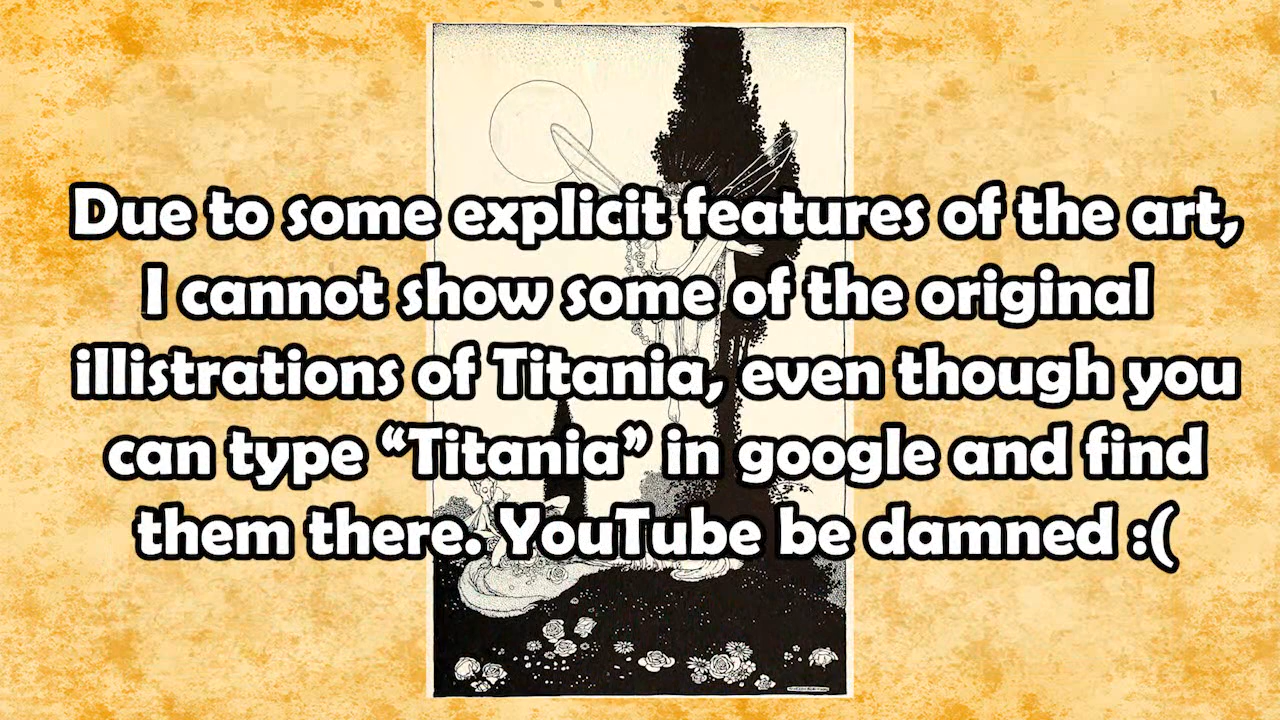 Due to some explicit features of the art,
I cannot show some of the original
illistrations of Titania, even though you
can type “Titania” in google and find
them there. YouTube be damned :(